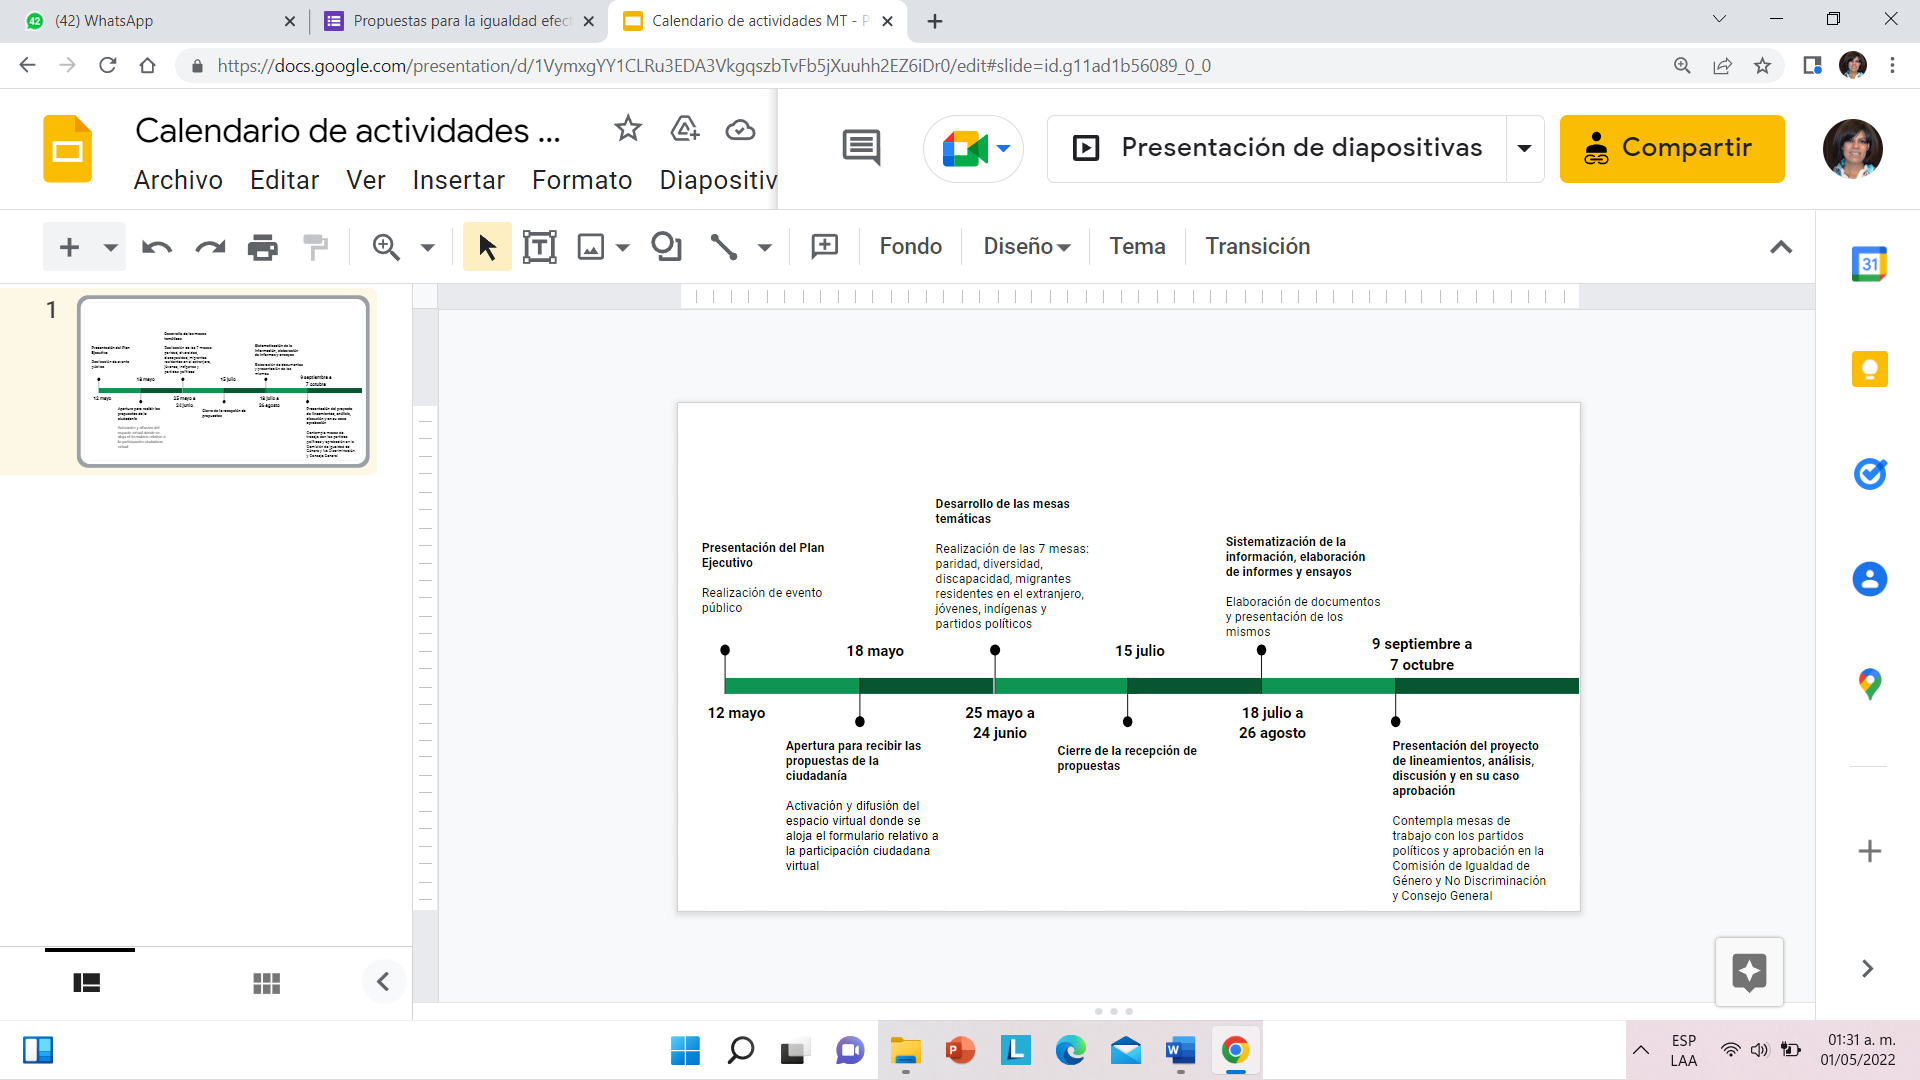 (42) WhatsApp
Propuestas para la igualdad efec
Calendario de actividades MT - P
https://docs.google.com/presentation/d/1VymxgYY1CLRu3EDA3VkgqszbTvFb5jXuuhh2EZ6iDr0/edit#slide=id.g11ad1b56089_0_0
Calendario de actividades ...
Presentación de diapositivas
Compartir
Archivo Editar Ver Insertar Formato Diapositiv
Fondo Diseño Tema Transición
31
1
Presentación del Plan
Ejecutivo
Realización de evento
público
12 mayo
18 mayo
Apertura para recibir las
propuestas de la
ciudadanía
Activación y difusión del
espacio virtual donde se
aloja el formulario relativo a
la participación ciudadana
virtual
Desarrollo de las mesas
temáticas
Realización de las 7 mesas:
paridad, diversidad,
discapacidad, migrantes
residentes en el extranjero,
jóvenes, indígenas y
partidos políticos
25 mayo a
24 junio
15 julio
Cierre de la recepción de
propuestas
Sistematización de la
información, elaboración
de informes y ensayos
Elaboración de documentos
y presentación de los
mismos
18 julio a
26 agosto
9 septiembre a
7 octubre
Presentación del proyecto
de lineamientos, análisis,
discusión y en su caso
aprobación
Contempla mesas de
trabajo con los partidos
políticos y aprobación en la
Comisión de Igualdad de
Género y No Discriminación
y Consejo General
ESP
LAA
01:31 a. m.
01/05/2022